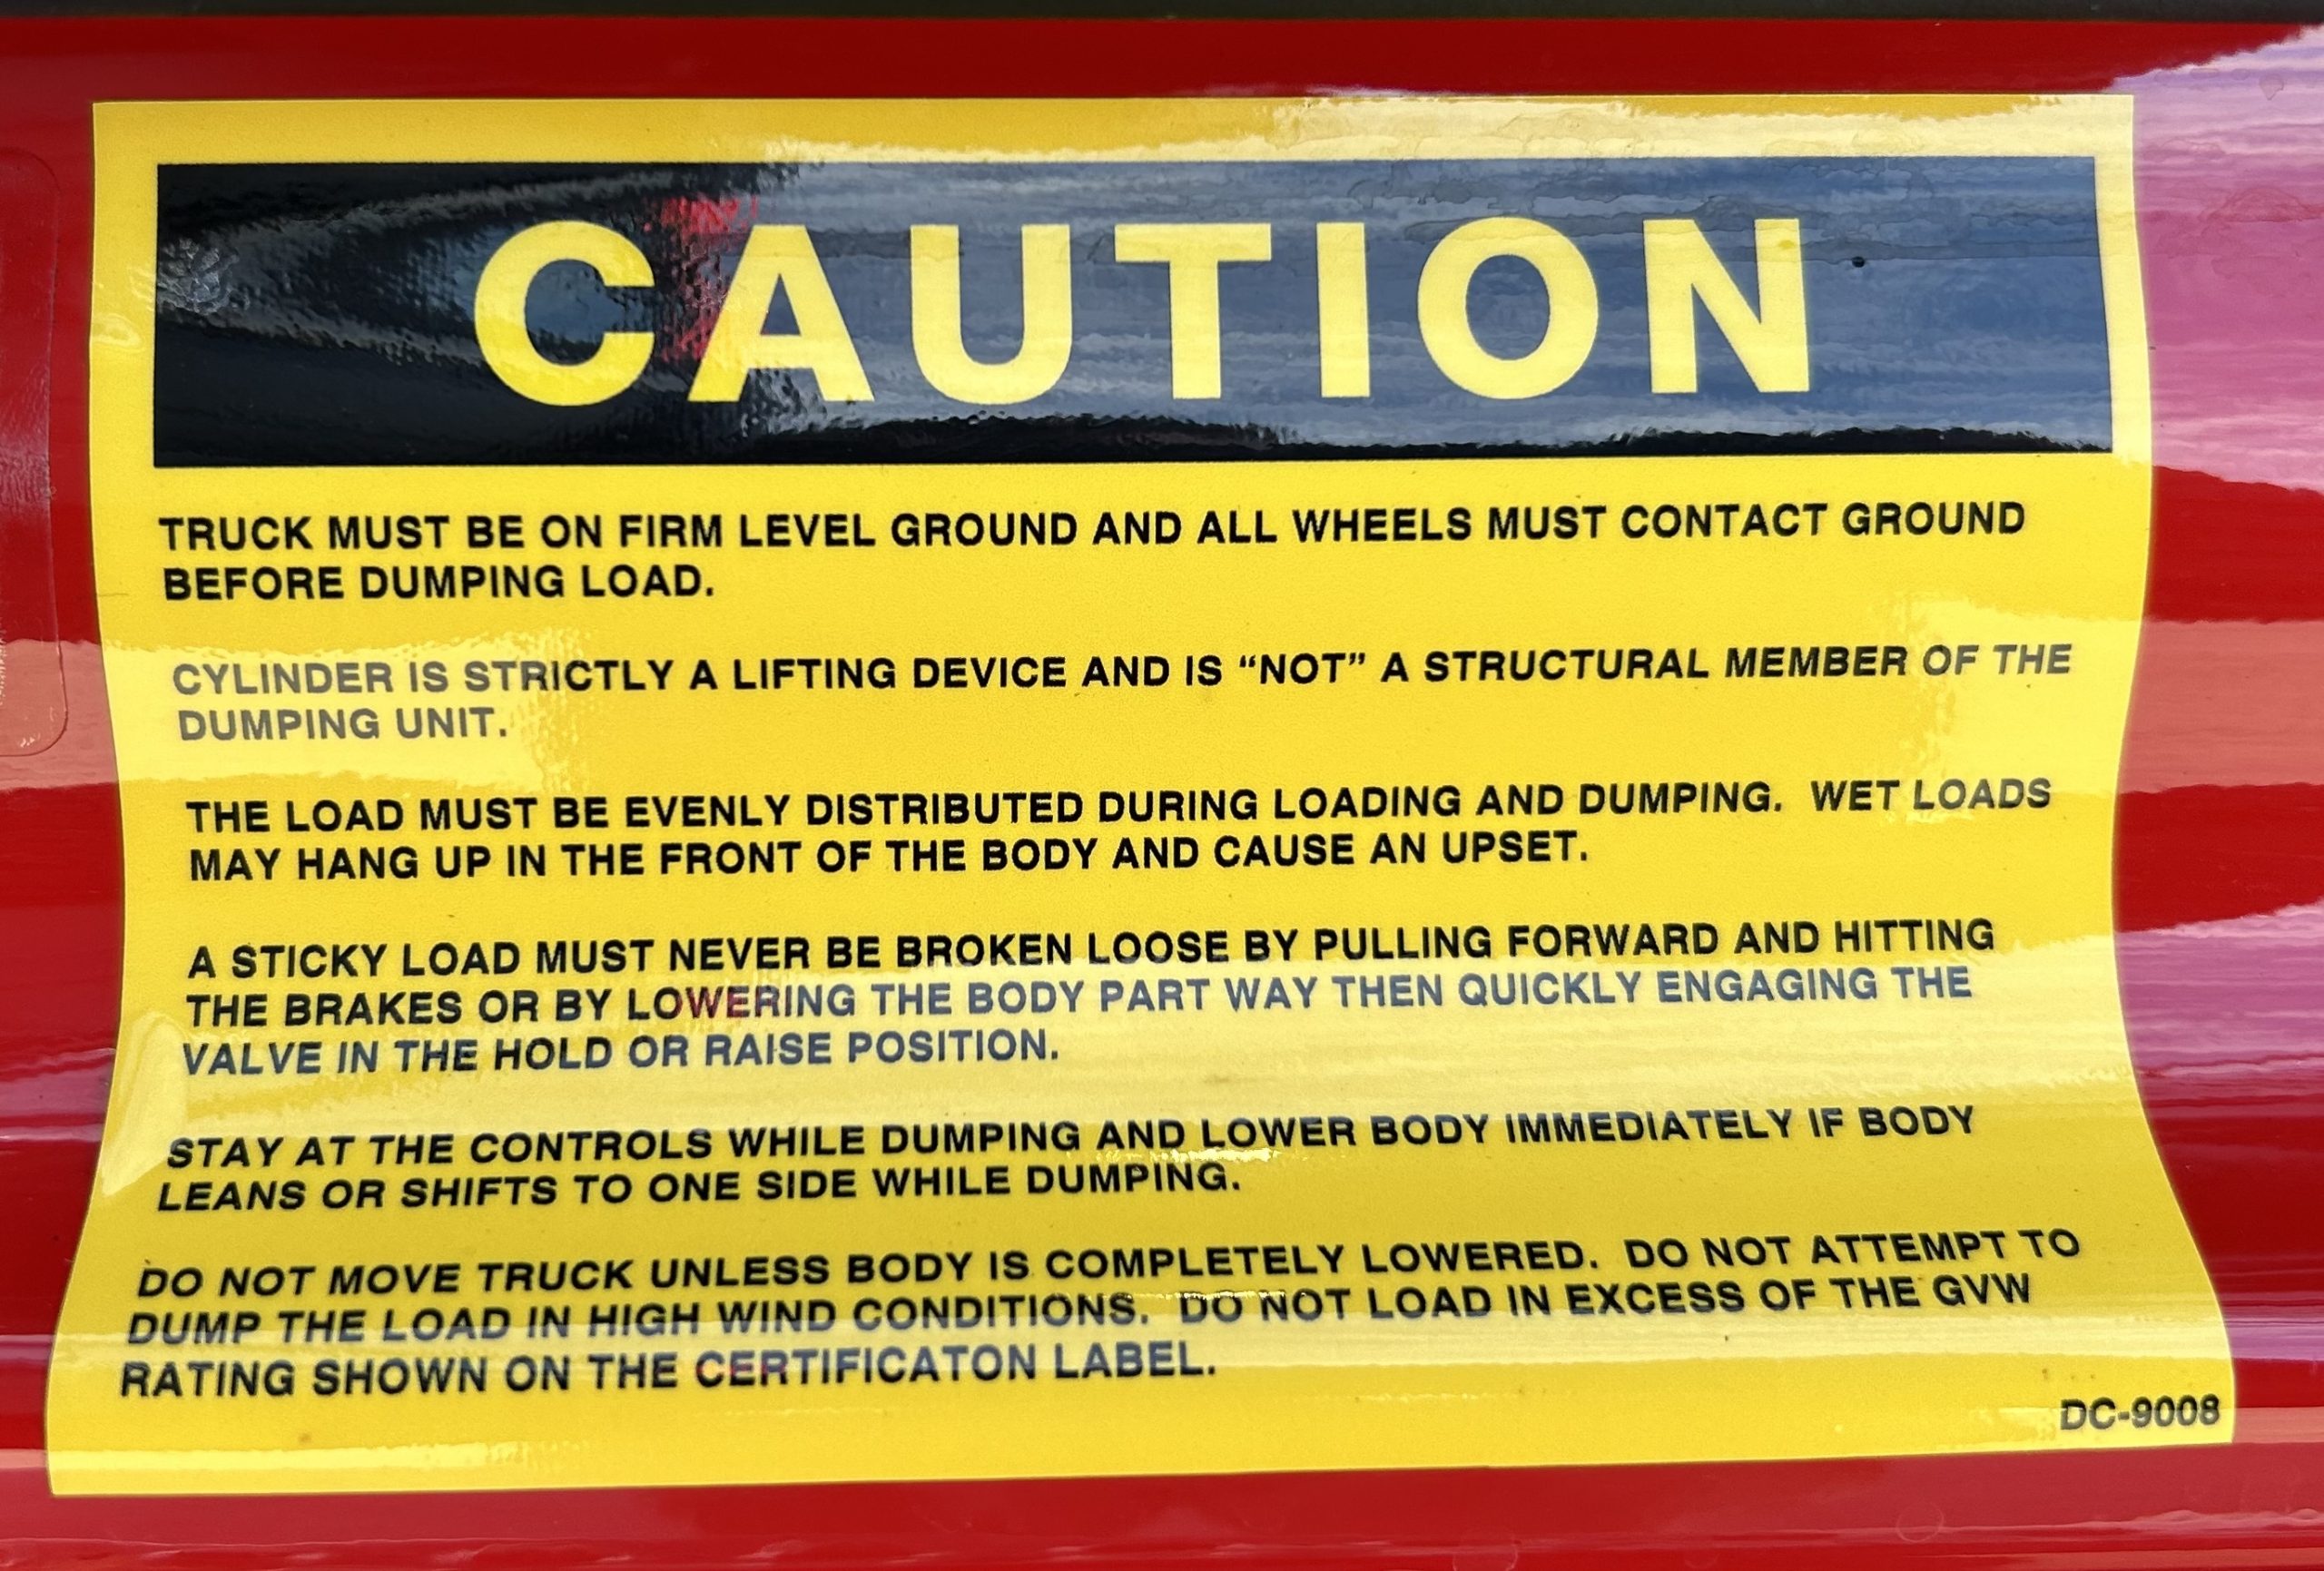 CAUTION
TRUCK MUST BE ON FIRM LEVEL GROUND AND ALL WHEELS MUST CONTACT GROUND
BEFORE DUMPING LOAD.
CYLINDER IS STRICTLY A LIFTING DEVICE AND IS “NOT” A STRUCTURAL MEMBER OF THE
DUMPING UNIT.
THE LOAD MUST BE EVENLY DISTRIBUTED DURING LOADING AND DUMPING. WET LOADS
MAY HANG UP IN THE FRONT OF THE BODY AND CAUSE AN UPSET.
A STICKY LOAD MUST NEVER BE BROKEN LOOSE BY PULLING FORWARD AND HITTING
THE BRAKES OR BY LOWERING THE BODY PART WAY THEN QUICKLY ENGAGING THE
VALVE IN THE HOLD OR RAISE POSITION.
STAY AT THE CONTROLS WHILE DUMPING AND LOWER BODY IMMEDIATELY IF BODY
LEANS OR SHIFTS TO ONE SIDE WHILE DUMPING.
DO NOT MOVE TRUCK UNLESS BODY IS COMPLETELY LOWERED. DO NOT ATTEMPT TO
DUMP THE LOAD IN HIGH WIND CONDITIONS. DO NOT LOAD IN EXCESS OF THE GVW
RATING SHOWN ON THE CERTIFICATON LABEL.
DC-9008